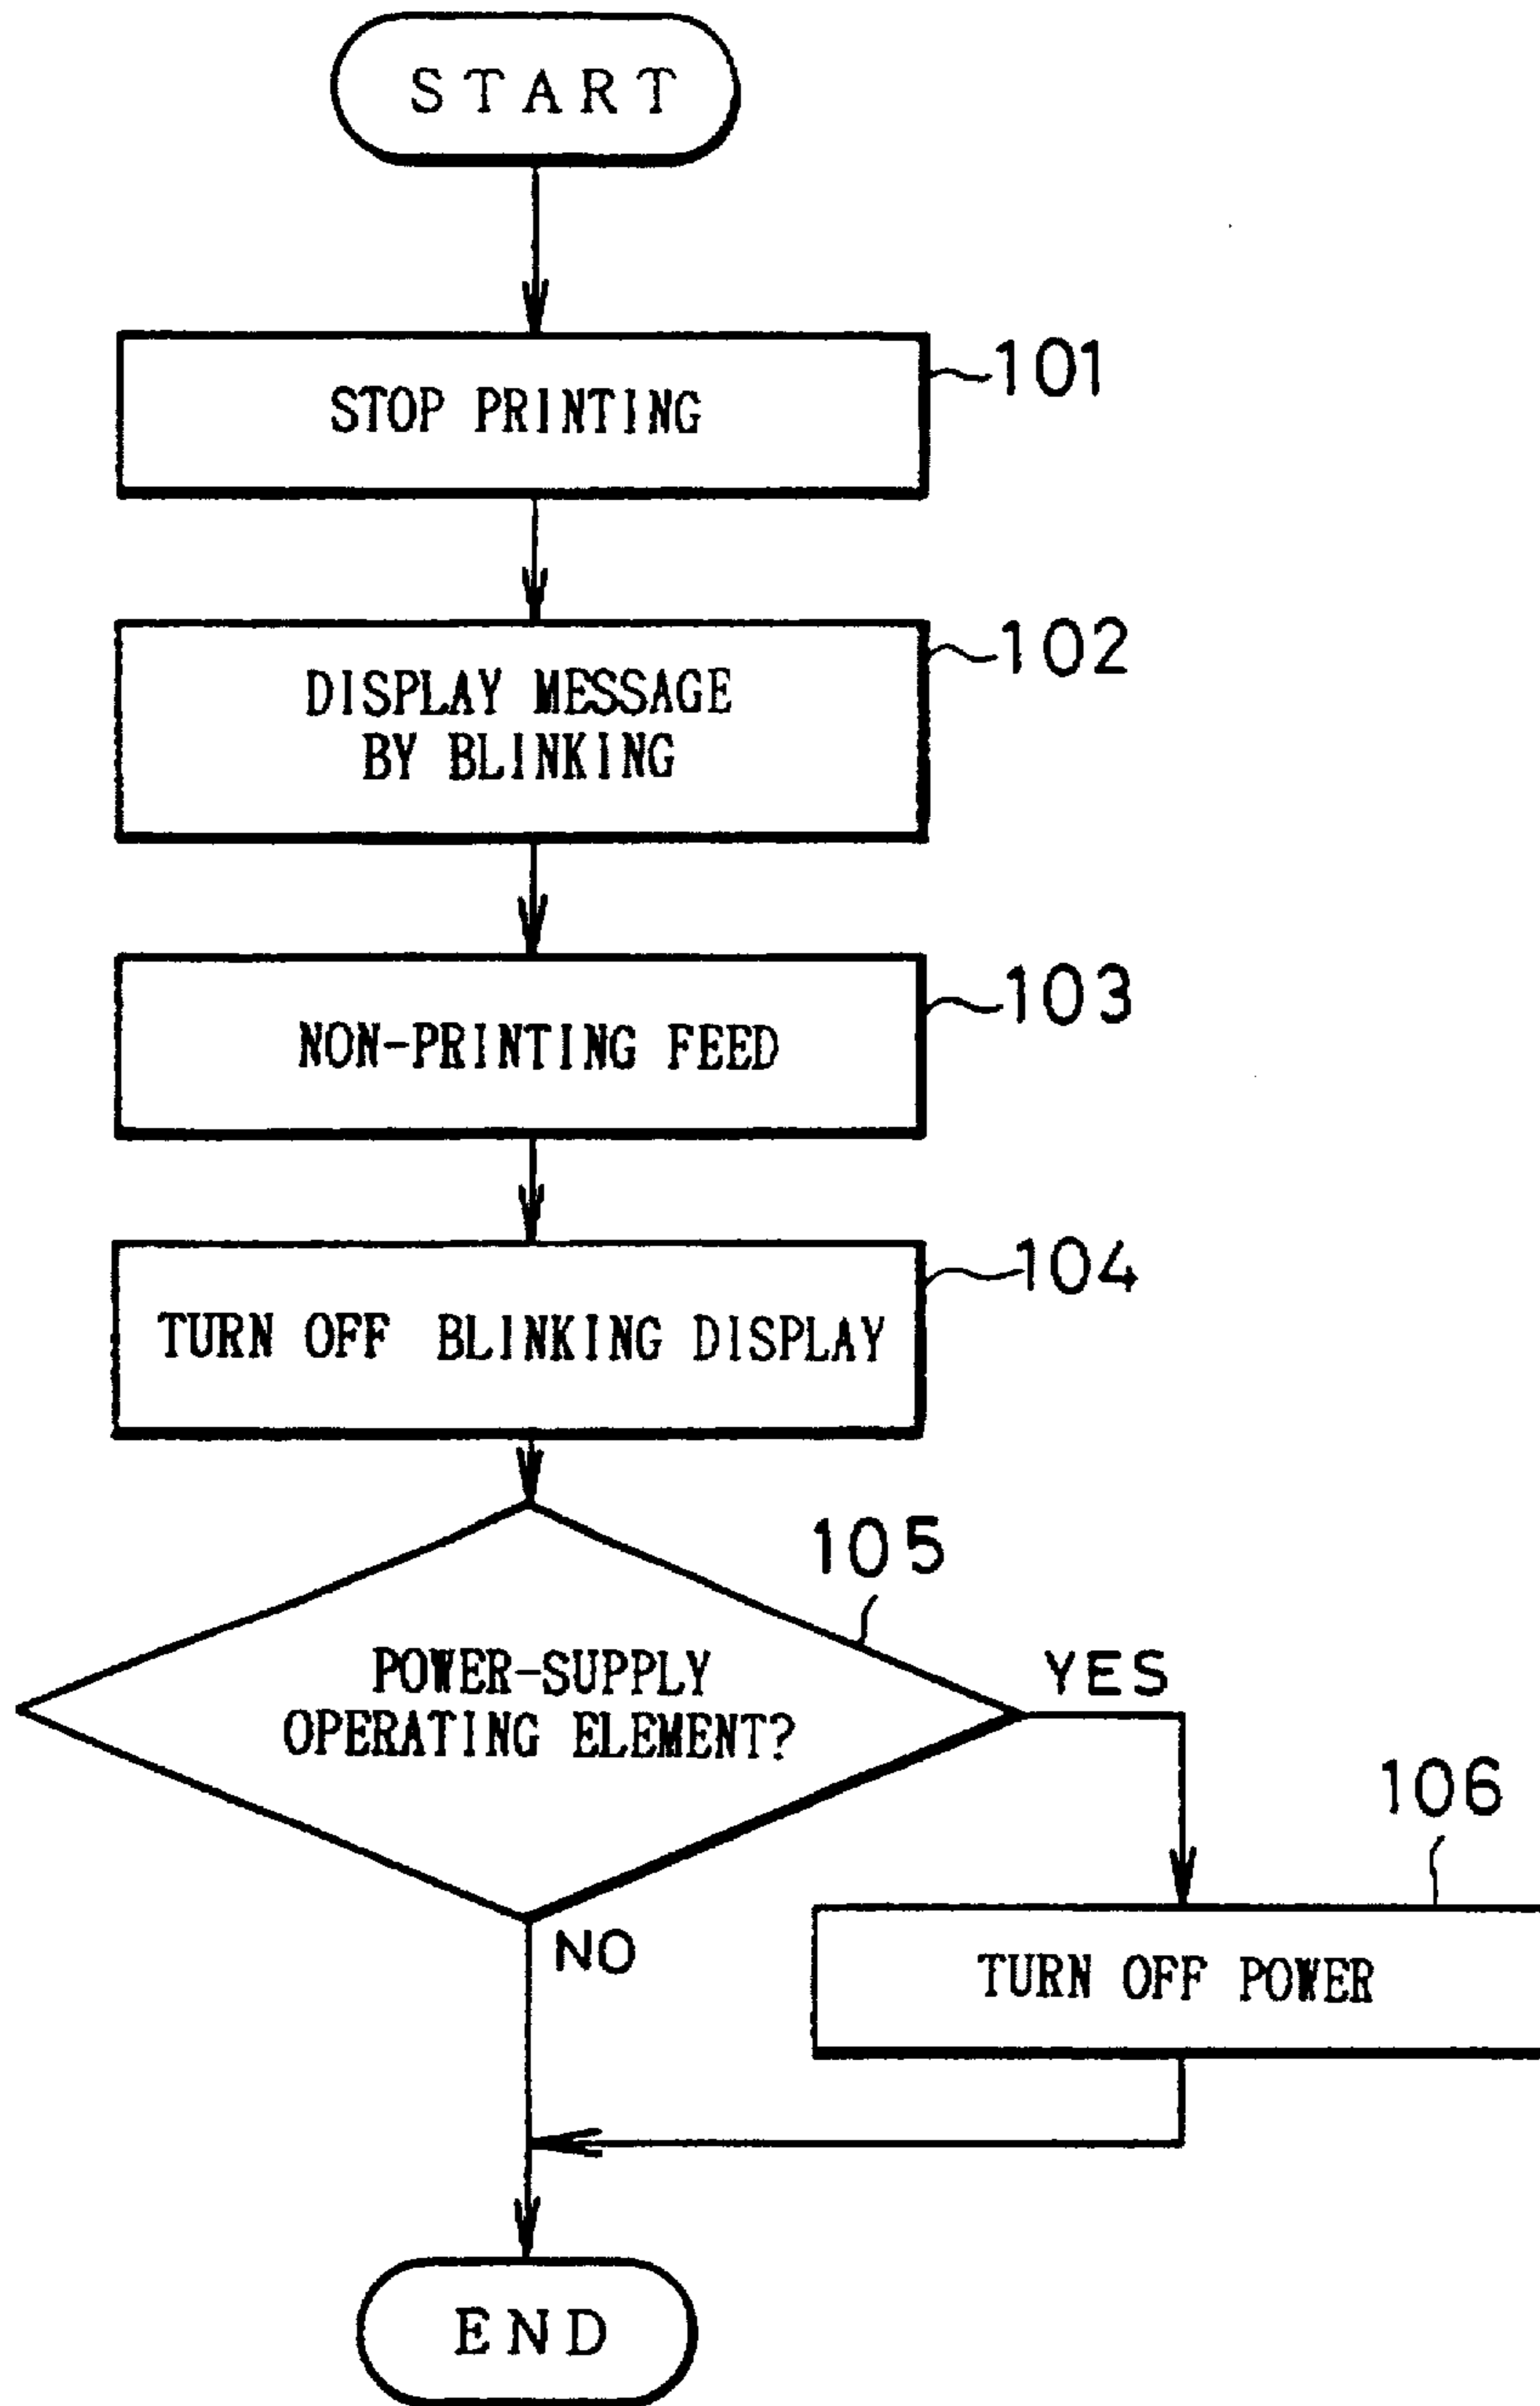 START
STOP PRINTING
101
DISPLAY MESSAGE
BY BLINKING
102
NON-PRINTING FEED
103
TURN OFF BLINKING DISPLAY
104
105
POWER-SUPPLY
OPERATING ELEMENT?
YES
NO
106
TURN OFF POWER
END